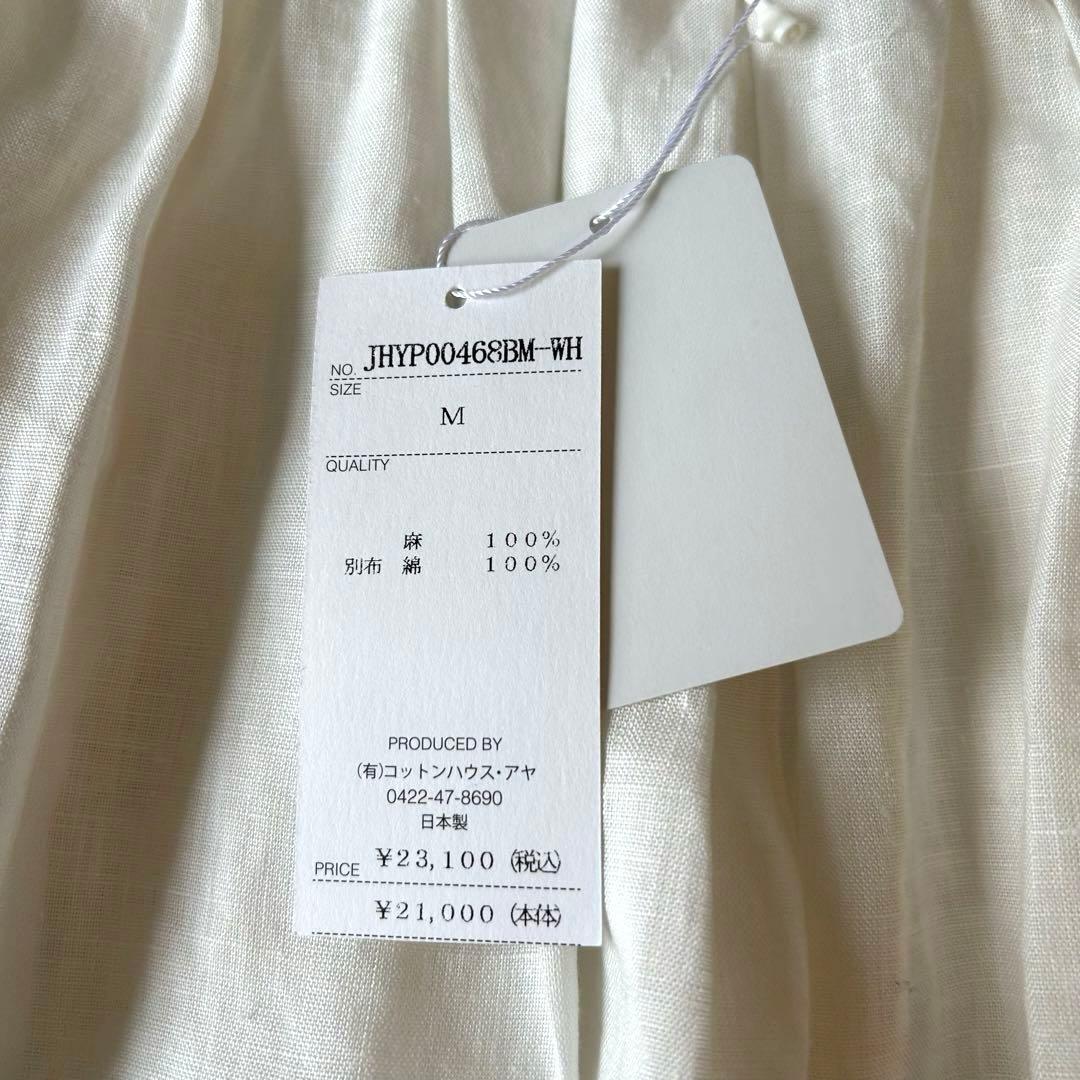 NO. JHYP00468BM-WH
SIZE
M
QUALITY
麻 100%
別布 綿 100%
PRODUCED BY
(有)コットンハウス・アヤ
0422-47-8690
日本製
PRICE ¥23,100 (税込)
¥21,000 (本体)